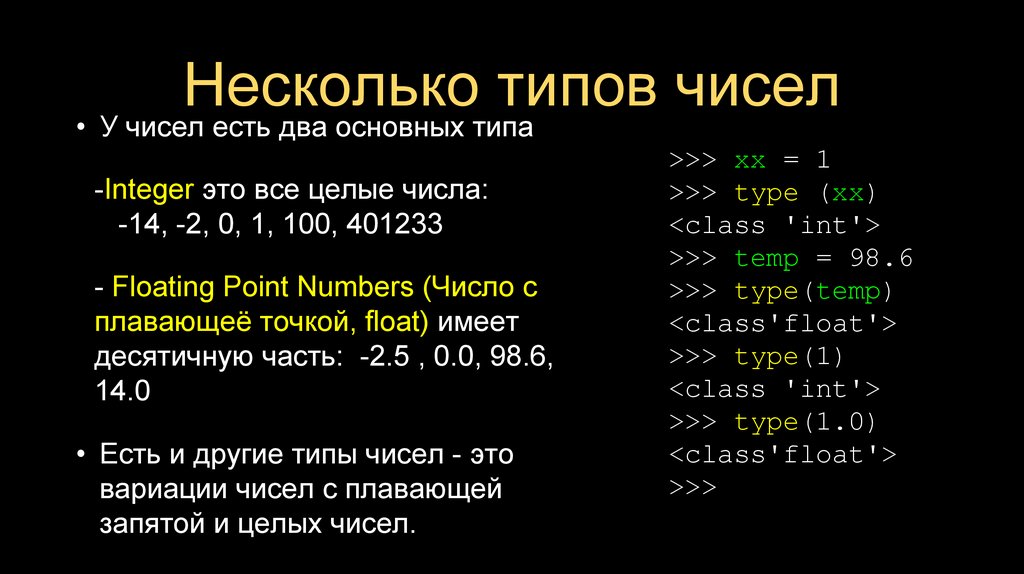 Несколько типов чисел
• У чисел есть два основных типа
-Integer это все целые числа:
-14, -2, 0, 1, 100, 401233
- Floating Point Numbers (Число с
плавающеё точкой, float) имеет
десятичную часть: -2.5 , 0.0, 98.6,
14.0
• Есть и другие типы чисел - это
вариации чисел с плавающей
запятой и целых чисел.
>>> xx = 1
>>> type (xx)
<class 'int'>
>>> temp = 98.6
>>> type(temp)
<class'float'>
>>> type(1)
<class 'int'>
>>> type(1.0)
<class'float'>
>>>